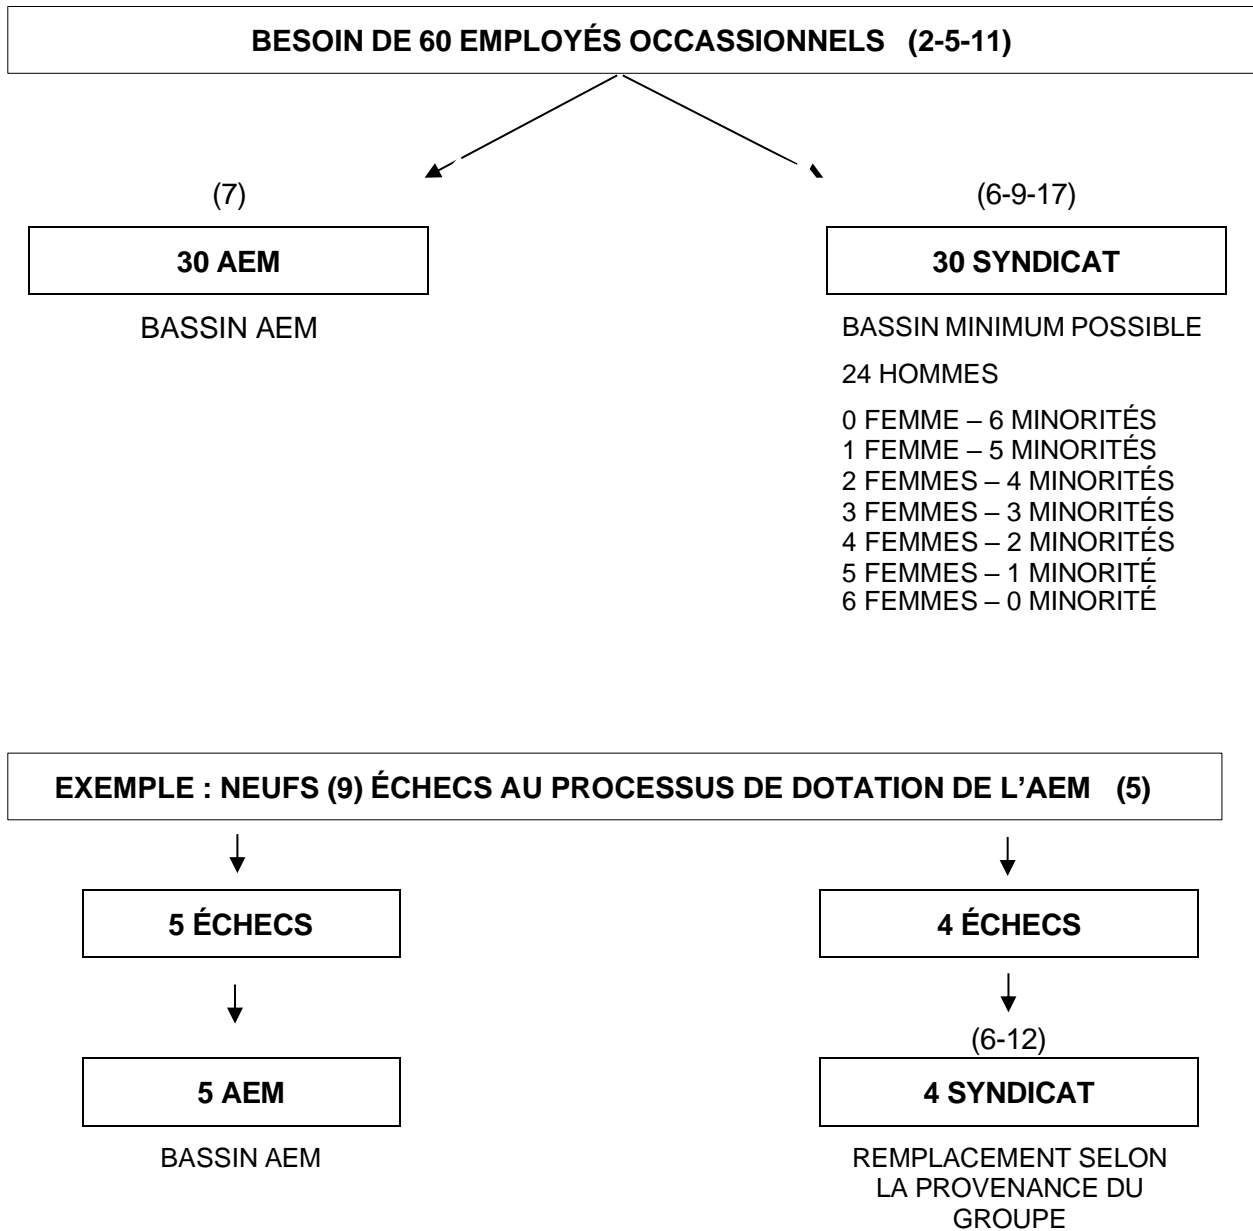 BESOIN DE 60 EMPLOYÉS OCCASSIONNELS (2-5-11)
(7)
30 AEM
BASSIN AEM
(6-9-17)
30 SYNDICAT
BASSIN MINIMUM POSSIBLE
24 HOMMES
0 FEMME – 6 MINORITÉS
1 FEMME – 5 MINORITÉS
2 FEMMES – 4 MINORITÉS
3 FEMMES – 3 MINORITÉS
4 FEMMES – 2 MINORITÉS
5 FEMMES – 1 MINORITÉ
6 FEMMES – 0 MINORITÉ
EXEMPLE : NEUFS (9) ÉCHECS AU PROCESSUS DE DOTATION DE L’AEM (5)
5 ÉCHECS
5 AEM
BASSIN AEM
4 ÉCHECS
(6-12)
4 SYNDICAT
REMPLACEMENT SELON
LA PROVENANCE DU
GROUPE